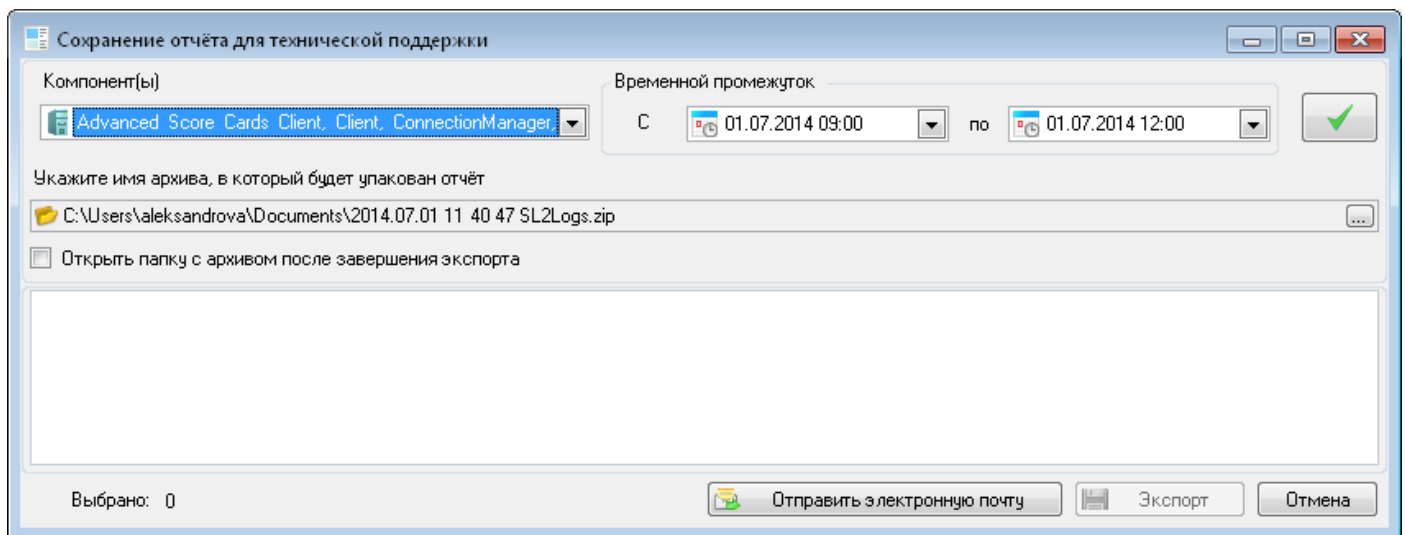 Сохранение отчёта для технической поддержки
Компонент(ы)
Временной промежуток
Advanced Score Cards Client, Client, ConnectionManager,
С
01.07.2014 09:00
по
01.07.2014 12:00
Укажите имя архива, в который будет упакован отчёт
C:\Users\aleksandrova\Documents\2014.07.01 11 40 47 SL2Logs.zip
...
Открыть папку с архивом после завершения экспорта
Выбрано: 0
Отправить электронную почту
Экспорт
Отмена